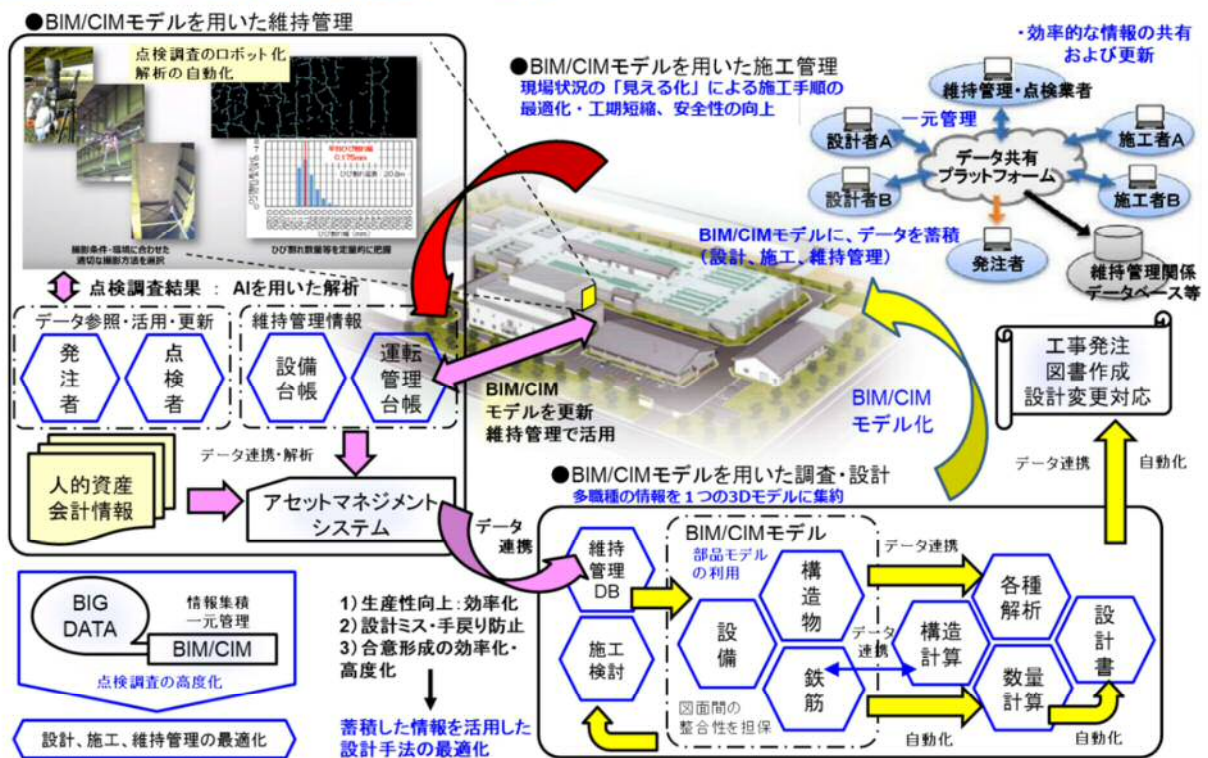 ●BIM/CIMモデルを用いた維持管理
点検調査のロボット化
解析の自動化
平均ひび割れ幅
0.175mm
撮影条件・環境に合わせた
適切な撮影方法を選択
ひび割れ数量等を定量的に把握
点検調査結果 : AIを用いた解析
データ参照・活用・更新
発注者
点検者
維持管理情報
設備台帳
運転管理台帳
人的資産
会計情報
データ連携・解析
アセットマネジメント
システム
データ
連携
BIG
DATA
情報集積
一元管理
BIM/CIM
点検調査の高度化
設計、施工、維持管理の最適化
●BIM/CIMモデルを用いた施工管理
現場状況の「見える化」による施工手順の
最適化・工期短縮、安全性の向上
・効率的な情報の共有
および更新
維持管理・点検業者
一元管理
設計者A
施工者A
データ共有
プラットフォーム
設計者B
施工者B
発注者
維持管理関係
データベース等
BIM/CIMモデルに、データを蓄積
(設計、施工、維持管理)
BIM/CIM
モデルを更新
維持管理で活用
BIM/CIM
モデル化
工事発注
図書作成
設計変更対応
データ連携
自動化
●BIM/CIMモデルを用いた調査・設計
多職種の情報を1つの3Dモデルに集約
維持管理DB
施工検討
BIM/CIMモデル
部品モデル
の利用
構造物
設備
鉄筋
図面間の
整合性を担保
データ連携
データ
連携
各種解析
構造計算
数量計算
設計書
自動化
自動化
1)生産性向上:効率化
2)設計ミス・手戻り防止
3)合意形成の効率化・
高度化
蓄積した情報を活用した
設計手法の最適化